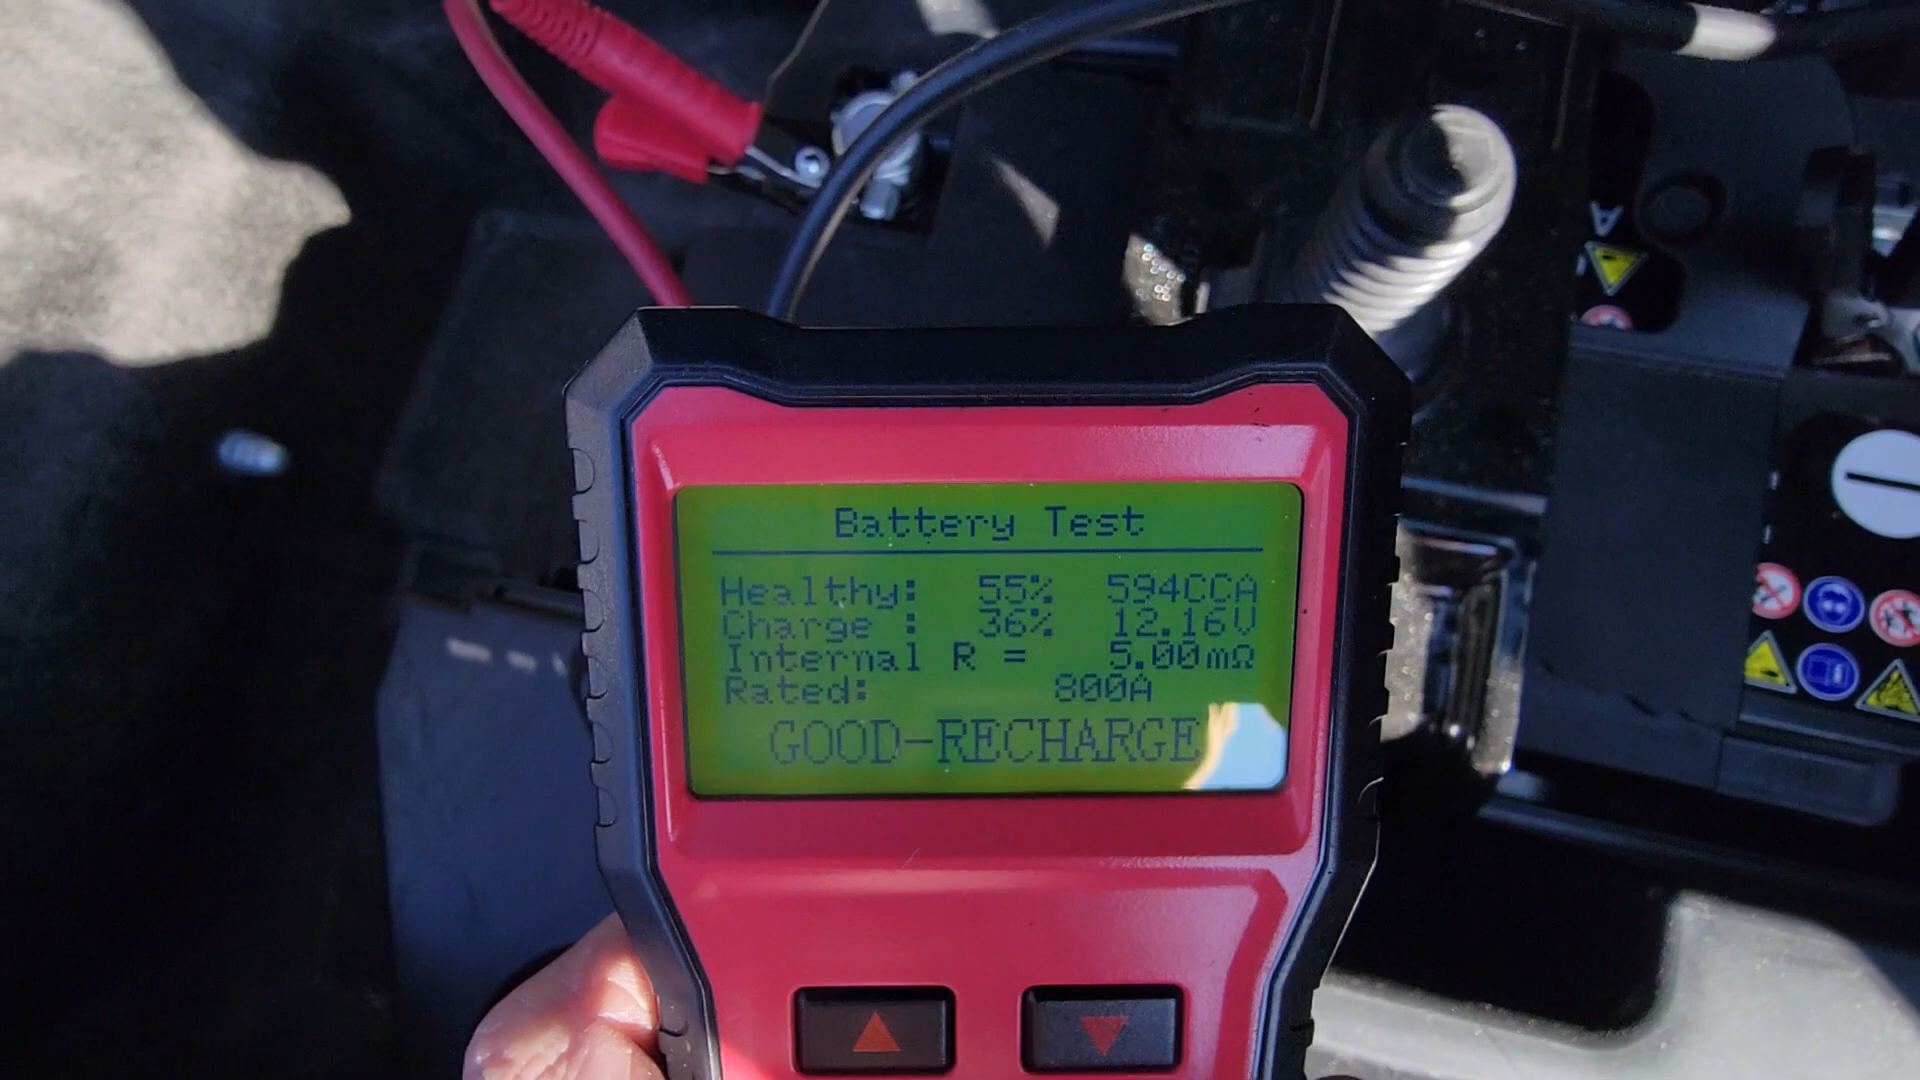 Battery Test
Healthy: 55% 594CCA
Charge : 36% 12.16V
Internal R = 5.00mΩ
Rated: 800A
GOOD-RECHARGE